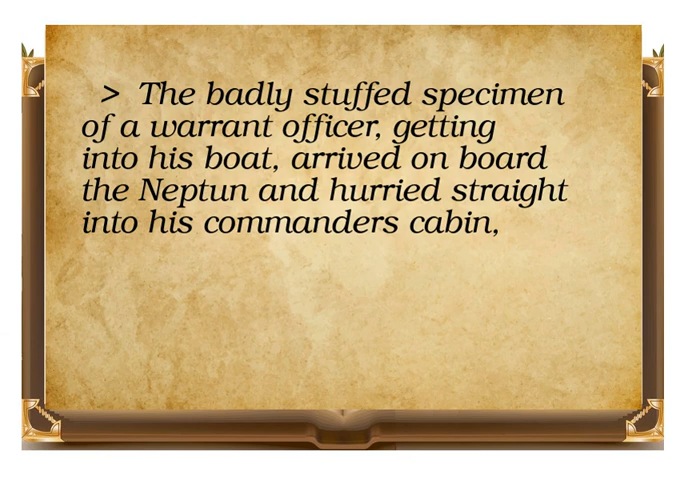 > The badly stuffed specimen
of a warrant officer, getting
into his boat, arrived on board
the Neptun and hurried straight
into his commanders cabin,